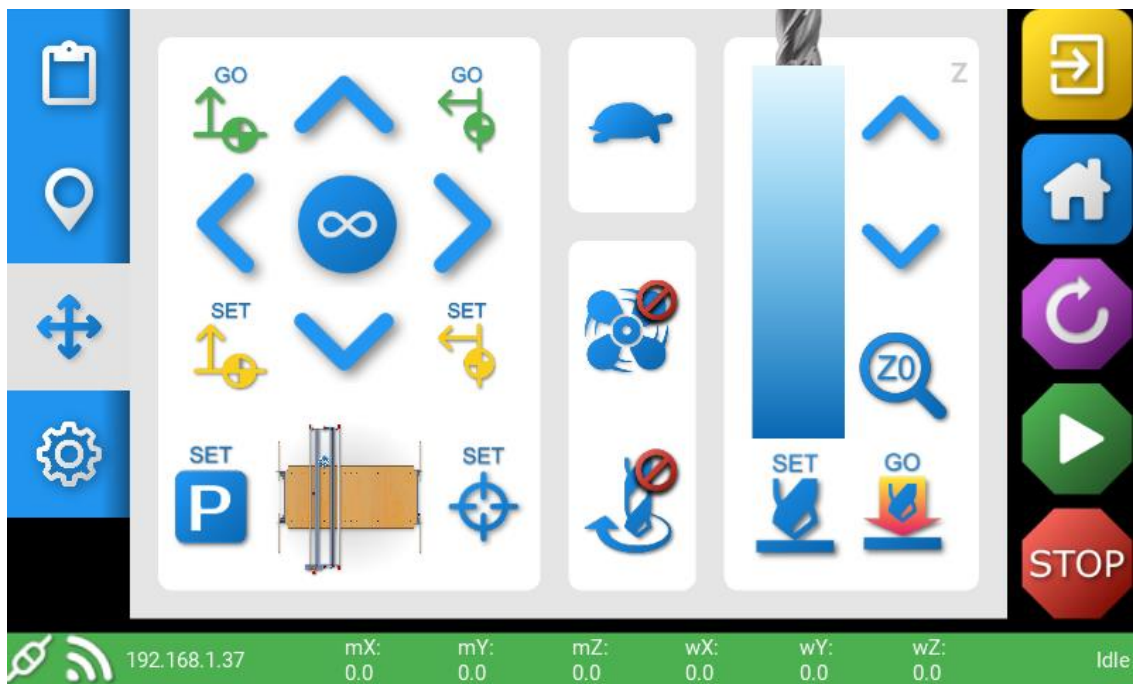 GO
GO
Z
∞
SET
SET
Z0
SET
P
SET
SET
GO
STOP
192.168.1.37
mX: mY: mZ: wX: wY: wZ:
0.0 0.0 0.0 0.0 0.0 0.0
Idle